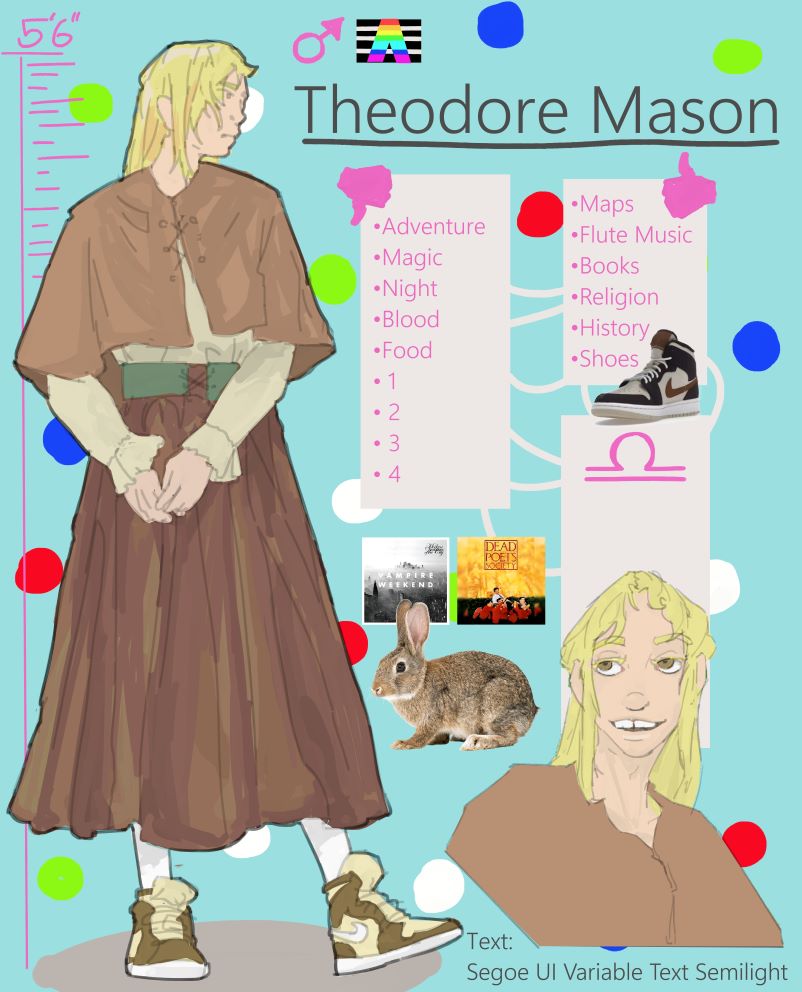 5'6"
Theodore Mason
•Adventure
•Magic
•Night
•Blood
•Food
• 1
• 2
• 3
• 4
•Maps
•Flute Music
•Books
•Religion
•History
•Shoes
VAMPIRE
WEEKEND
DEAD
POETS
SOCIETY
Text:
Segoe UI Variable Text Semilight